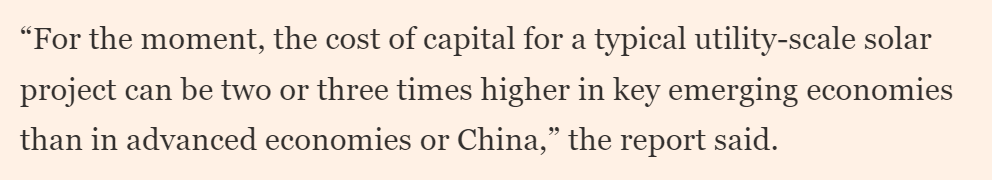 “For the moment, the cost of capital for a typical utility-scale solar
project can be two or three times higher in key emerging economies
than in advanced economies or China,” the report said.